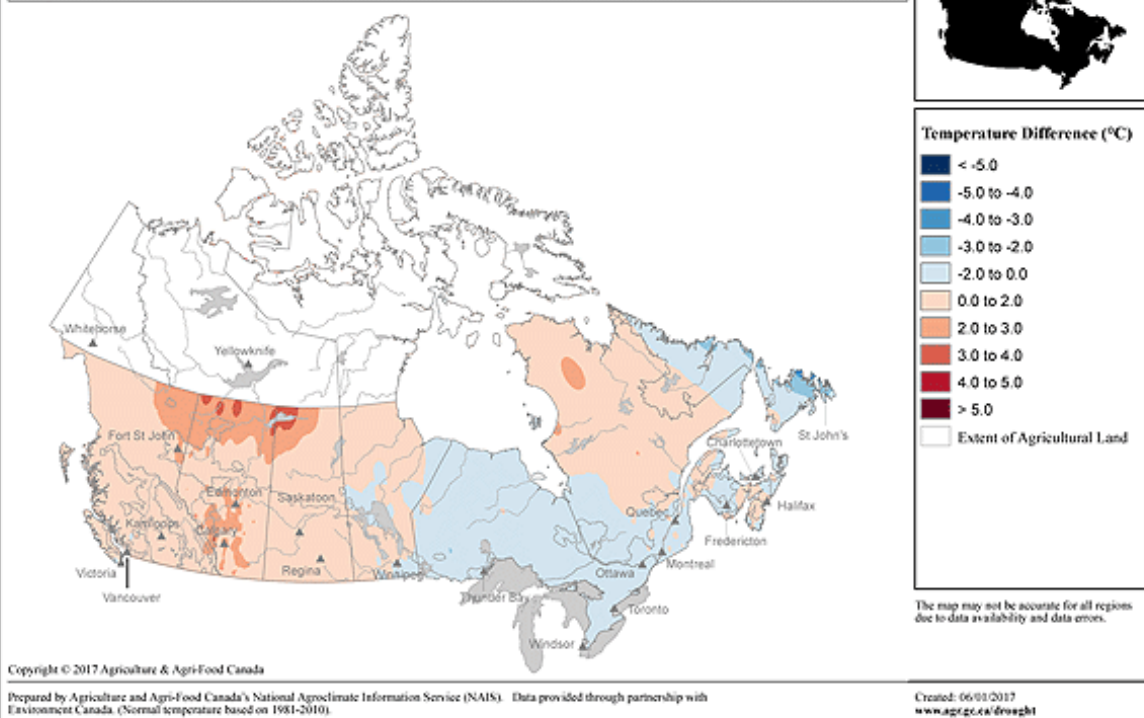 Temperature Difference (°C)
< -5.0
-5.0 to -4.0
-4.0 to -3.0
-3.0 to -2.0
-2.0 to 0.0
0.0 to 2.0
2.0 to 3.0
3.0 to 4.0
4.0 to 5.0
> 5.0
Extent of Agricultural Land
Whitehorse
Yellowknife
Fort St John
Edmonton
Saskatoon
Kamloops
Calgary
Victoria
Vancouver
Regina
Winnipeg
Thunder Bay
Windsor
Toronto
Ottawa
Montreal
Quebec
Fredericton
Halifax
Charlottetown
St John's
The map may not be accurate for all regions
due to data availability and data errors.
Copyright © 2017 Agriculture & Agri-Food Canada
Prepared by Agriculture and Agri-Food Canada's National Agroclimate Information Service (NAIS). Data provided through partnership with
Environment Canada. (Normal temperature based on 1981-2010).
Created: 06/01/2017
www.agr.gc.ca/drought